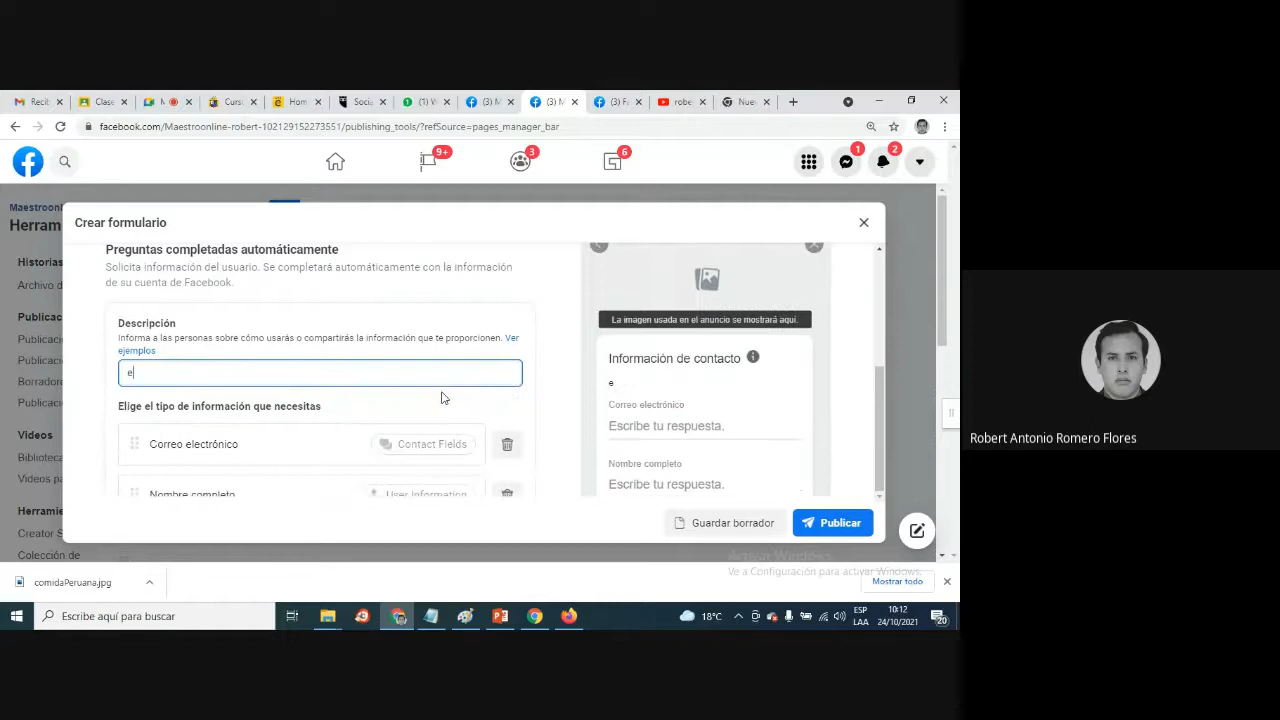 Recib
Clase
M
Curs
Hom
Socia
(1) W
(3) M
(3) M
(3) F
robe
Nue
facebook.com/Maestroonline-robert-102129152273551/publishing_tools/?refSource=pages_manager_bar
9+
3
6
1
2
Maestroonl
Herram
Crear formulario
Historias
Archivo d
Publicac
Publicacio
Publicacio
Borradore
Publicacio
Videos
Biblioteca
Videos pa
Herramie
Creator S
Colección de
Preguntas completadas automáticamente
Solicita información del usuario. Se completará automáticamente con la información
de su cuenta de Facebook.
Descripción
Informa a las personas sobre cómo usarás o compartirás la información que te proporcionen. Ver
ejemplos
e
Elige el tipo de información que necesitas
Correo electrónico
Contact Fields
Nombre completo
User Information
La imagen usada en el anuncio se mostrará aquí.
Información de contacto
e
Correo electrónico
Escribe tu respuesta.
Nombre completo
Escribe tu respuesta.
Guardar borrador
Publicar
Activar Windows
Ve a Configuración para activar Windows.
comidaPeruana.jpg
Mostrar todo
Escribe aquí para buscar
18°C
ESP
LAA
10:12
24/10/2021
20
Robert Antonio Romero Flores